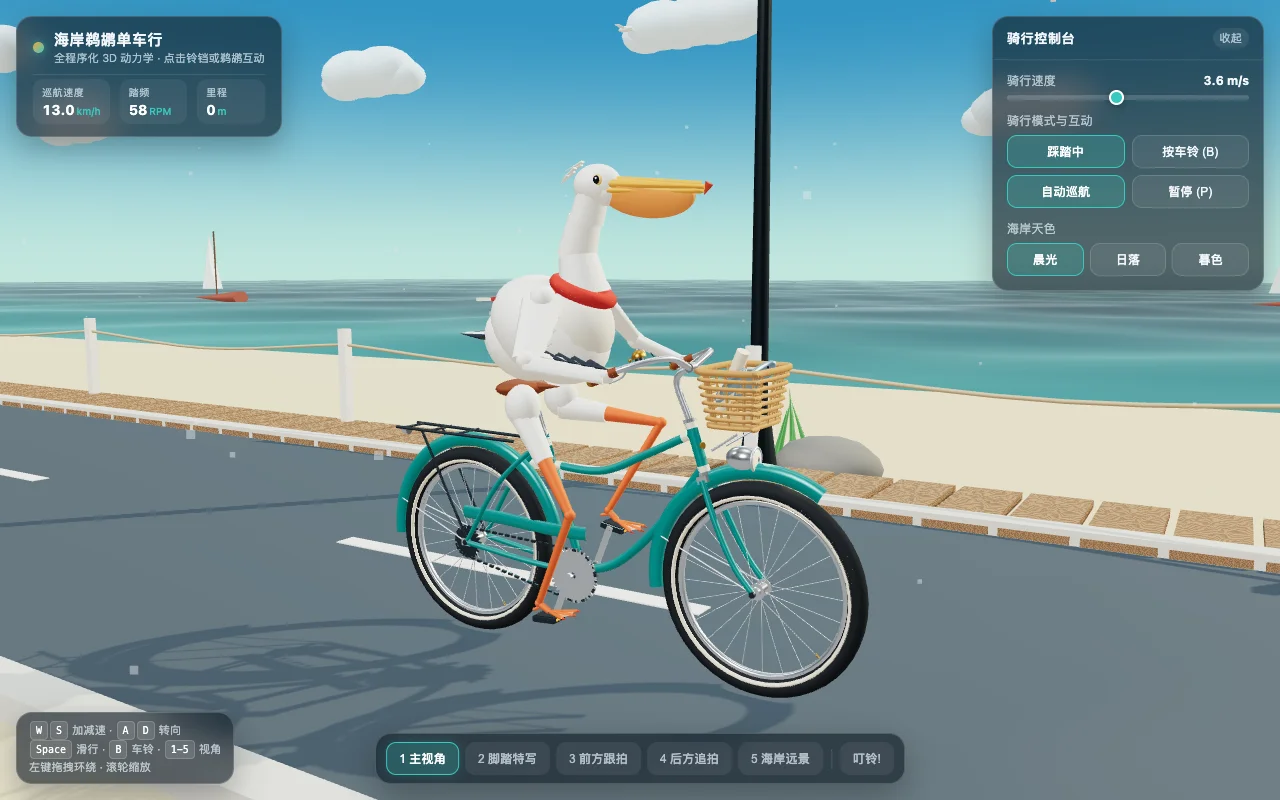 海岸鹈鹕单车行
全程序化 3D 动力学 · 点击铃铛或鹈鹕互动
巡航速度 踏频 里程
13.0 km/h 58 RPM 0 m
骑行控制台 收起
骑行速度 3.6 m/s
骑行模式与互动
踩踏中 按车铃 (B)
自动巡航 暂停 (P)
海岸天色
晨光 日落 暮色
W S 加减速 · A D 转向
Space 滑行 · B 车铃 · 1-5 视角
左键拖拽环绕 · 滚轮缩放
1 主视角 2 脚踏特写 3 前方跟拍 4 后方追拍 5 海岸远景 叮铃!